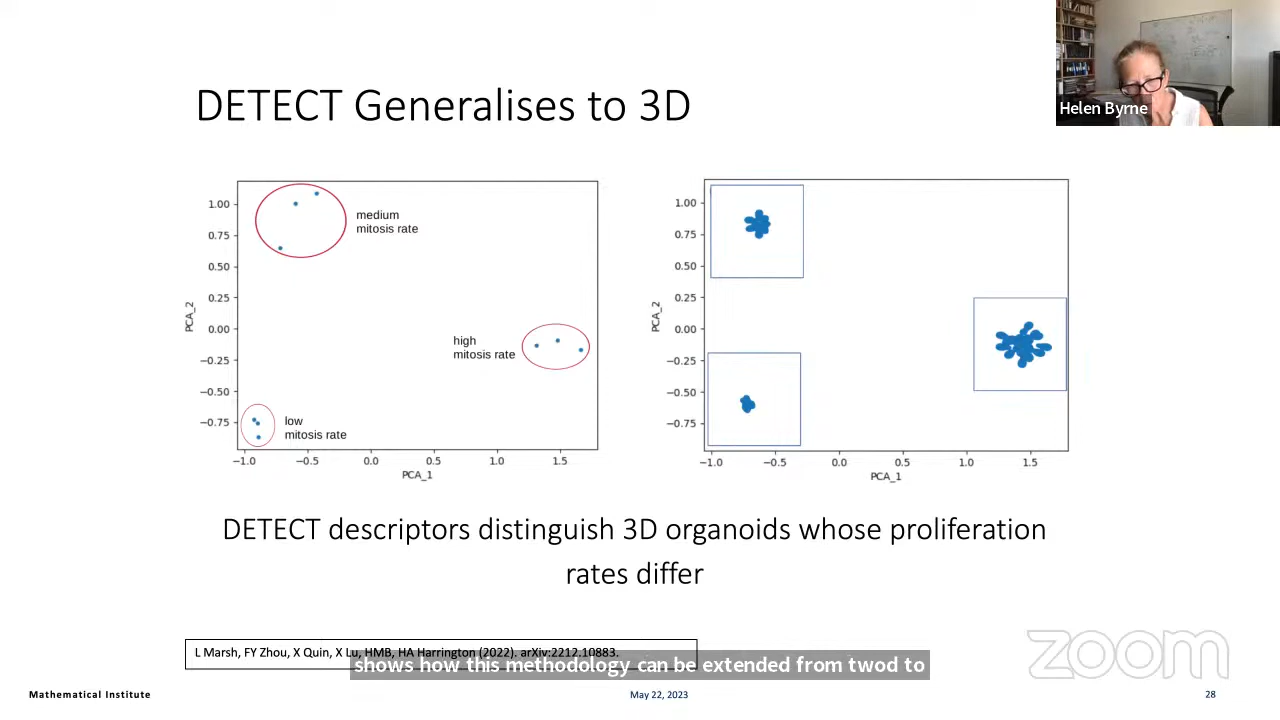 DETECT Generalises to 3D
Helen Byrne
1.00
0.75
0.50
0.25
0.00
−0.25
−0.50
−0.75
PCA_2
medium
mitosis rate
high
mitosis rate
low
mitosis rate
−1.0
−0.5
0.0
0.5
1.0
1.5
PCA_1
1.00
0.75
0.50
0.25
0.00
−0.25
−0.50
−0.75
PCA_2
−1.0
−0.5
0.0
0.5
1.0
1.5
PCA_1
DETECT descriptors distinguish 3D organoids whose proliferation
rates differ
L Marsh, FY Zhou, X Quin, X Lu, HMB, HA Harrington (2022). arXiv:2212.10883.
shows how this methodology can be extended from twod to
zoom
Mathematical Institute
May 22, 2023
28